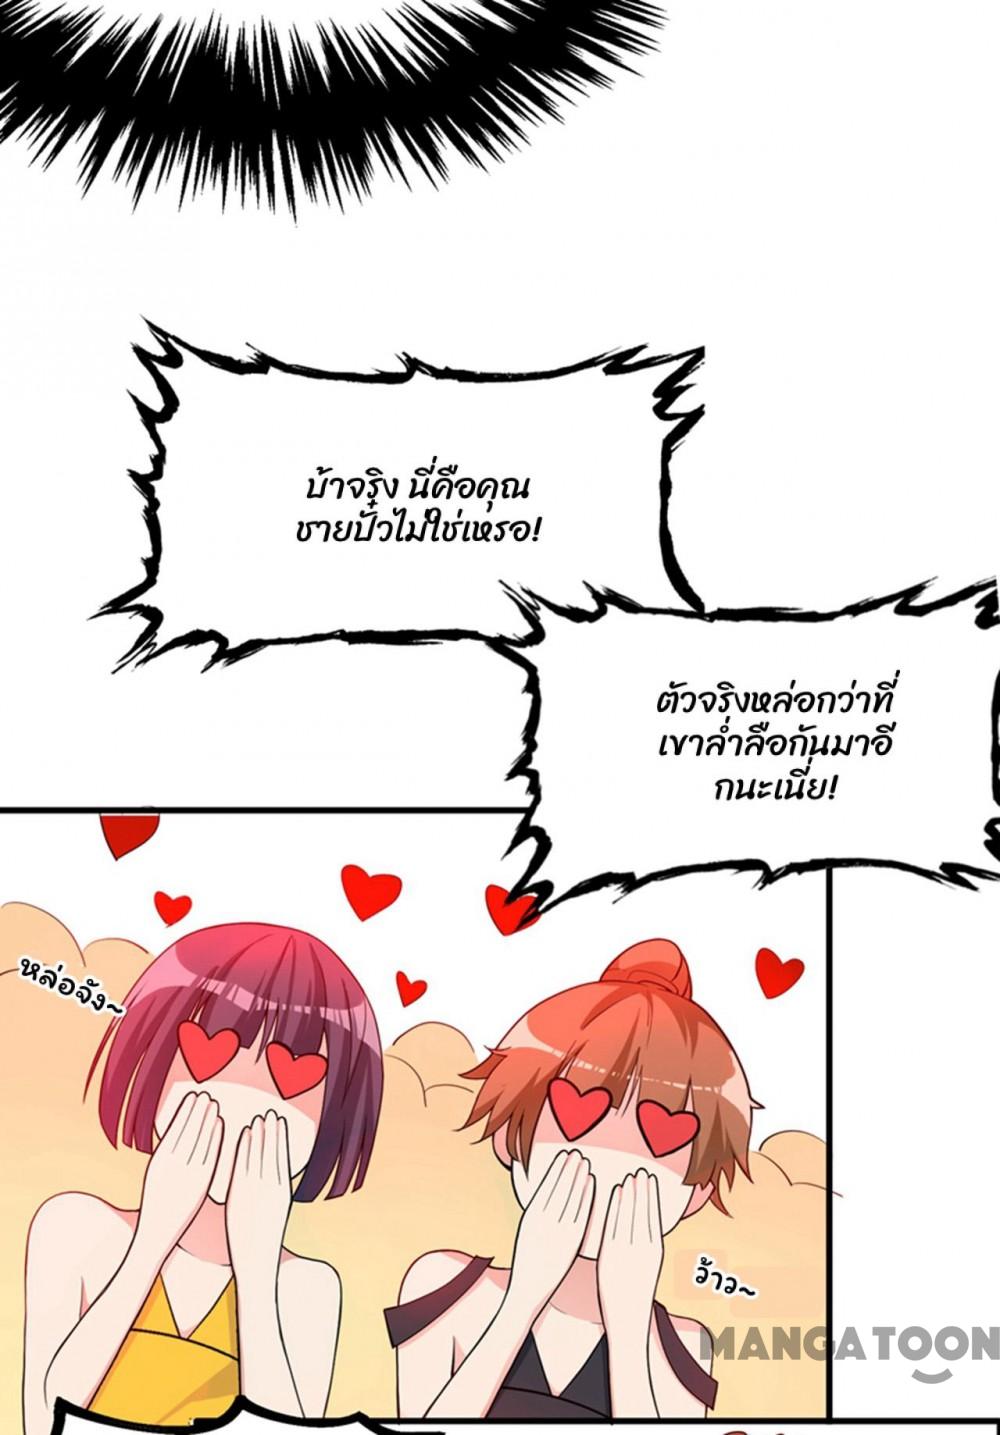 บ้าจริง นี่คือคุณ
ชายปั๋วไม่ใช่เหรอ!
ตัวจริงหล่อกว่าที่
เขาล่ำลือกันมาอี
กนะเนี่ย!
หล่อจัง~
ว้าว~
MANGATOON